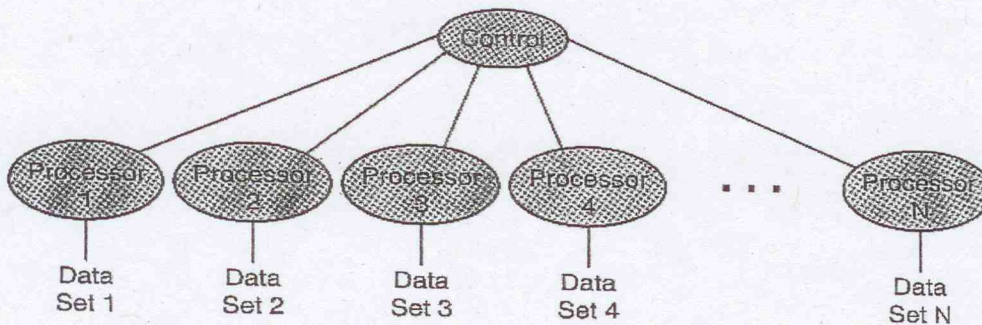 Control
Processor
1
Processor
2
Processor
3
Processor
4
. . .
Processor
N
Data
Set 1
Data
Set 2
Data
Set 3
Data
Set 4
Data
Set N